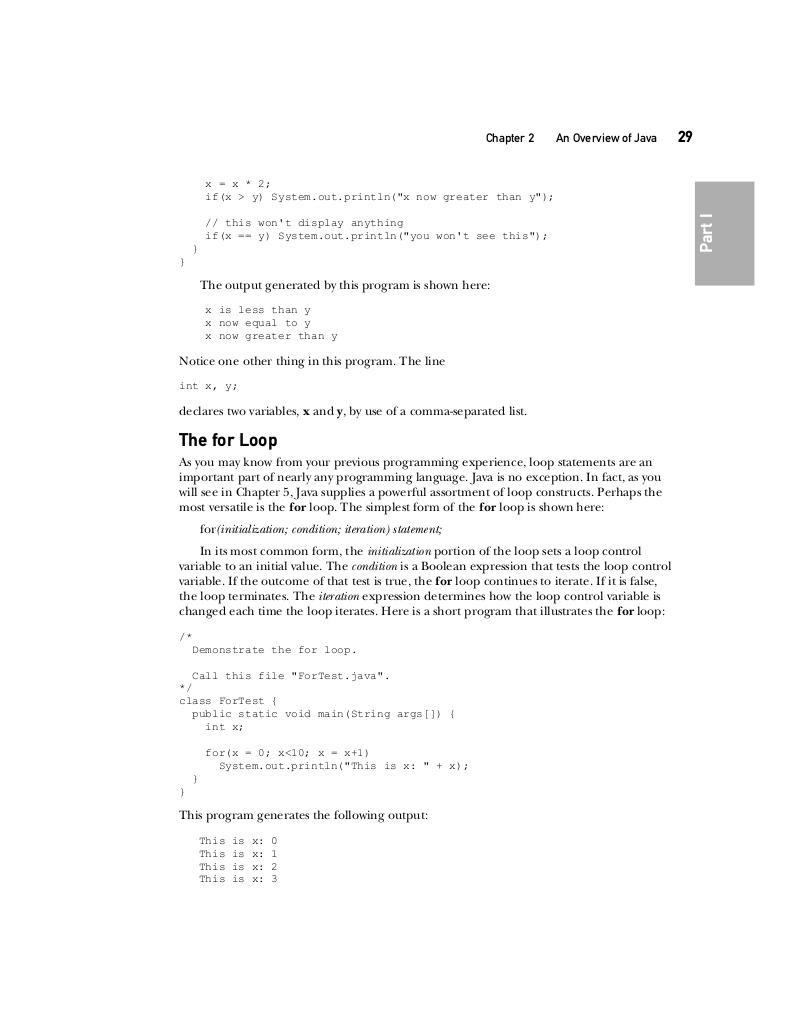 Chapter 2 An Overview of Java 29
Part I
x = x * 2;
if(x > y) System.out.println("x now greater than y");
// this won't display anything
if(x == y) System.out.println("you won't see this");
}
}
The output generated by this program is shown here:
x is less than y
x now equal to y
x now greater than y
Notice one other thing in this program. The line
int x, y;
declares two variables, x and y, by use of a comma-separated list.
The for Loop
As you may know from your previous programming experience, loop statements are an
important part of nearly any programming language. Java is no exception. In fact, as you
will see in Chapter 5, Java supplies a powerful assortment of loop constructs. Perhaps the
most versatile is the for loop. The simplest form of the for loop is shown here:
for(initialization; condition; iteration) statement;
In its most common form, the initialization portion of the loop sets a loop control
variable to an initial value. The condition is a Boolean expression that tests the loop control
variable. If the outcome of that test is true, the for loop continues to iterate. If it is false,
the loop terminates. The iteration expression determines how the loop control variable is
changed each time the loop iterates. Here is a short program that illustrates the for loop:
/*
Demonstrate the for loop.
Call this file "ForTest.java".
*/
class ForTest {
public static void main(String args[]) {
int x;
for(x = 0; x<10; x = x+1)
System.out.println("This is x: " + x);
}
}
This program generates the following output:
This is x: 0
This is x: 1
This is x: 2
This is x: 3